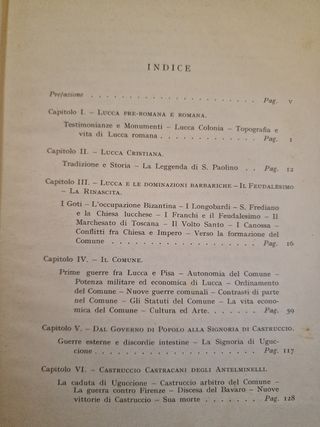 INDICE
Prefazione . . . . . . . . . . . . . . . . . . Pag. V
Capitolo I. – Lucca pre-romana e romana.
Testimonianze e Monumenti – Lucca Colonia – Topografia e
vita di Lucca romana . . . . . . . . . . . . Pag. 1
Capitolo II. – Lucca Cristiana.
Tradizione e Storia – La Leggenda di S. Paolino . . Pag. 12
Capitolo III. – Lucca e le dominazioni barbariche – Il Feudalesimo
– La Rinascita.
I Goti – L'occupazione Bizantina – I Longobardi – S. Frediano
e la Chiesa lucchese – I Franchi e il Feudalesimo – Il
Marchesato di Toscana – Il Volto Santo – I Canossa –
Conflitti fra Chiesa e Impero – Verso la formazione del
Comune . . . . . . . . . . . . . . . . Pag. 16
Capitolo IV. – Il Comune.
Prime guerre fra Lucca e Pisa – Autonomia del Comune –
Potenza militare ed economica di Lucca – Ordinamento
del Comune – Nuove guerre comunali – Contrasti di parte
nel Comune – Gli Statuti del Comune – La vita econo-
mica del Comune – Cultura ed Arte. . . . . . Pag. 50
Capitolo V. – Dal Governo di Popolo alla Signoria di Castruccio.
Guerre esterne e discordie intestine – La Signoria di Uguc-
cione . . . . . . . . . . . . . . . . Pag. 117
Capitolo VI. – Castruccio Castracani degli Antelminelli.
La caduta di Uguccione – Castruccio arbitro del Comune –
La guerra contro Firenze – Discesa del Bavaro – Nuove
vittorie di Castruccio – Sua morte . . . . . . Pag. 128